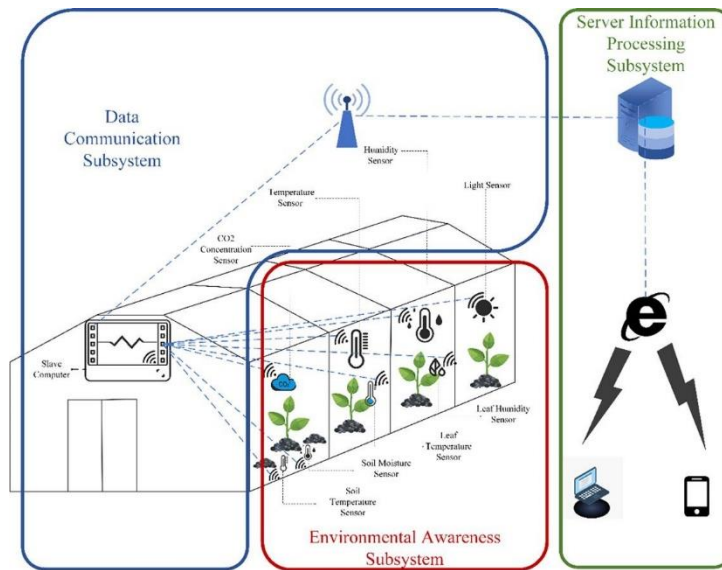 Server Information
Processing
Subsystem
Data
Communication
Subsystem
Humidity
Sensor
Temperature
Sensor
Light Sensor
CO2
Concentration
Sensor
Slave
Computer
CO2
Leaf Humidity
Sensor
Leaf
Temperature
Sensor
Soil Moisture
Sensor
Soil
Temperature
Sensor
Environmental Awareness
Subsystem